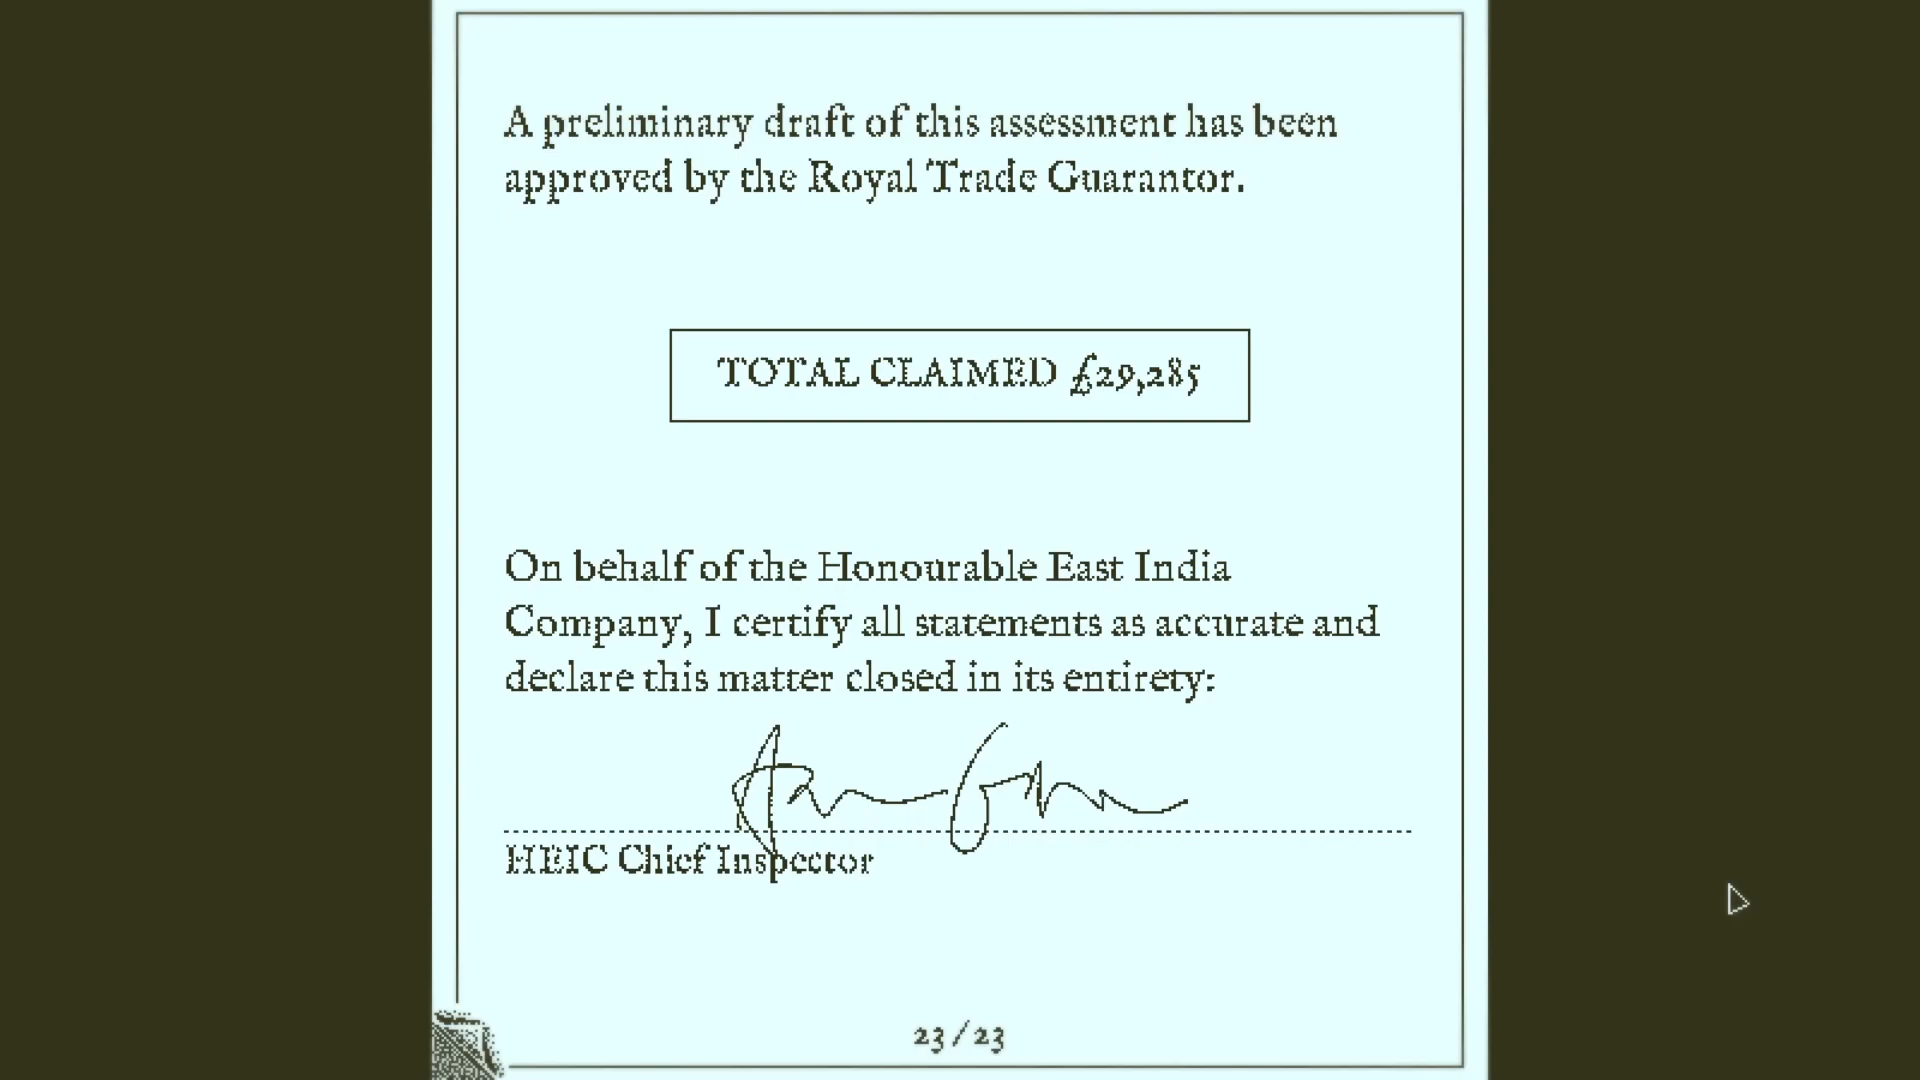 A preliminary draft of this assessment has been
approved by the Royal Trade Guarantor.
TOTAL CLAIMED £29,285
On behalf of the Honourable East India
Company, I certify all statements as accurate and
declare this matter closed in its entirety:
HEIC Chief Inspector
23/23